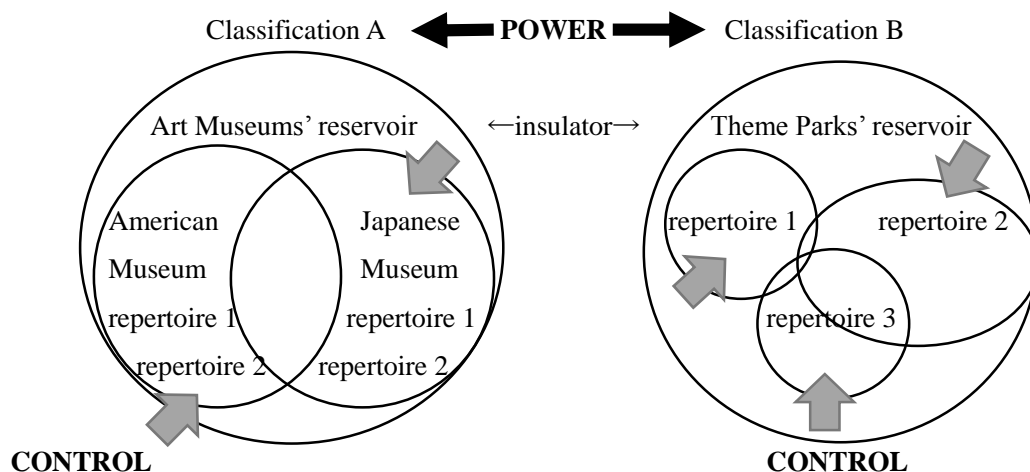 Classification A
POWER
Classification B
Art Museums’ reservoir
←insulator→
Theme Parks’ reservoir
American
Museum
repertoire 1
repertoire 2
Japanese
Museum
repertoire 1
repertoire 2
repertoire 1
repertoire 2
repertoire 3
CONTROL
CONTROL